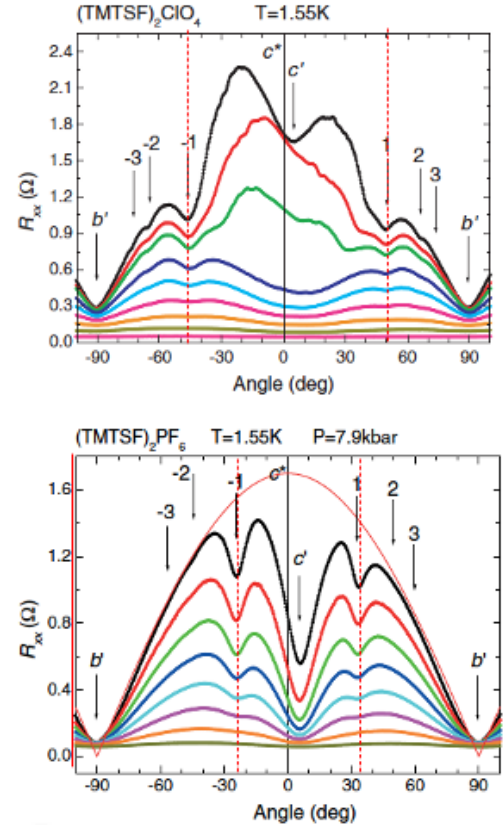 (TMTSF)₂ClO₄ T=1.55K
2.4
2.1
1.8
1.5
1.2
0.9
0.6
0.3
0.0
Rxx (Ω)
c*
c'
-3
-2
-1
1
2
3
b'
b'
-90 -60 -30 0 30 60 90
Angle (deg)
(TMTSF)₂PF₆ T=1.55K P=7.9kbar
1.6
1.2
0.8
0.4
0.0
Rxx (Ω)
c*
c'
-3
-2
-1
1
2
3
b'
b'
-90 -60 -30 0 30 60 90
Angle (deg)